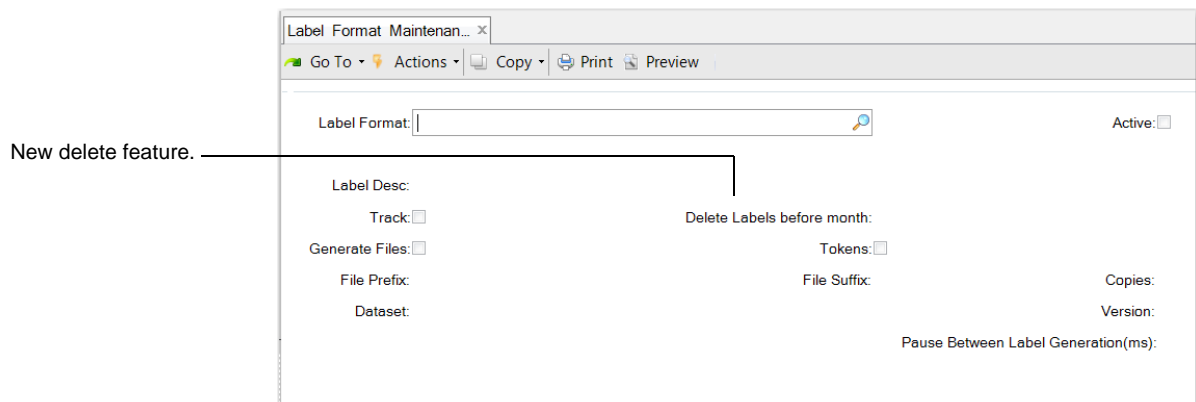 Label Format Maintenan... x
Go To Actions Copy Print Preview
Label Format: Active:
New delete feature.
Label Desc:
Track: Delete Labels before month:
Generate Files: Tokens:
File Prefix: File Suffix: Copies:
Dataset: Version:
Pause Between Label Generation(ms):